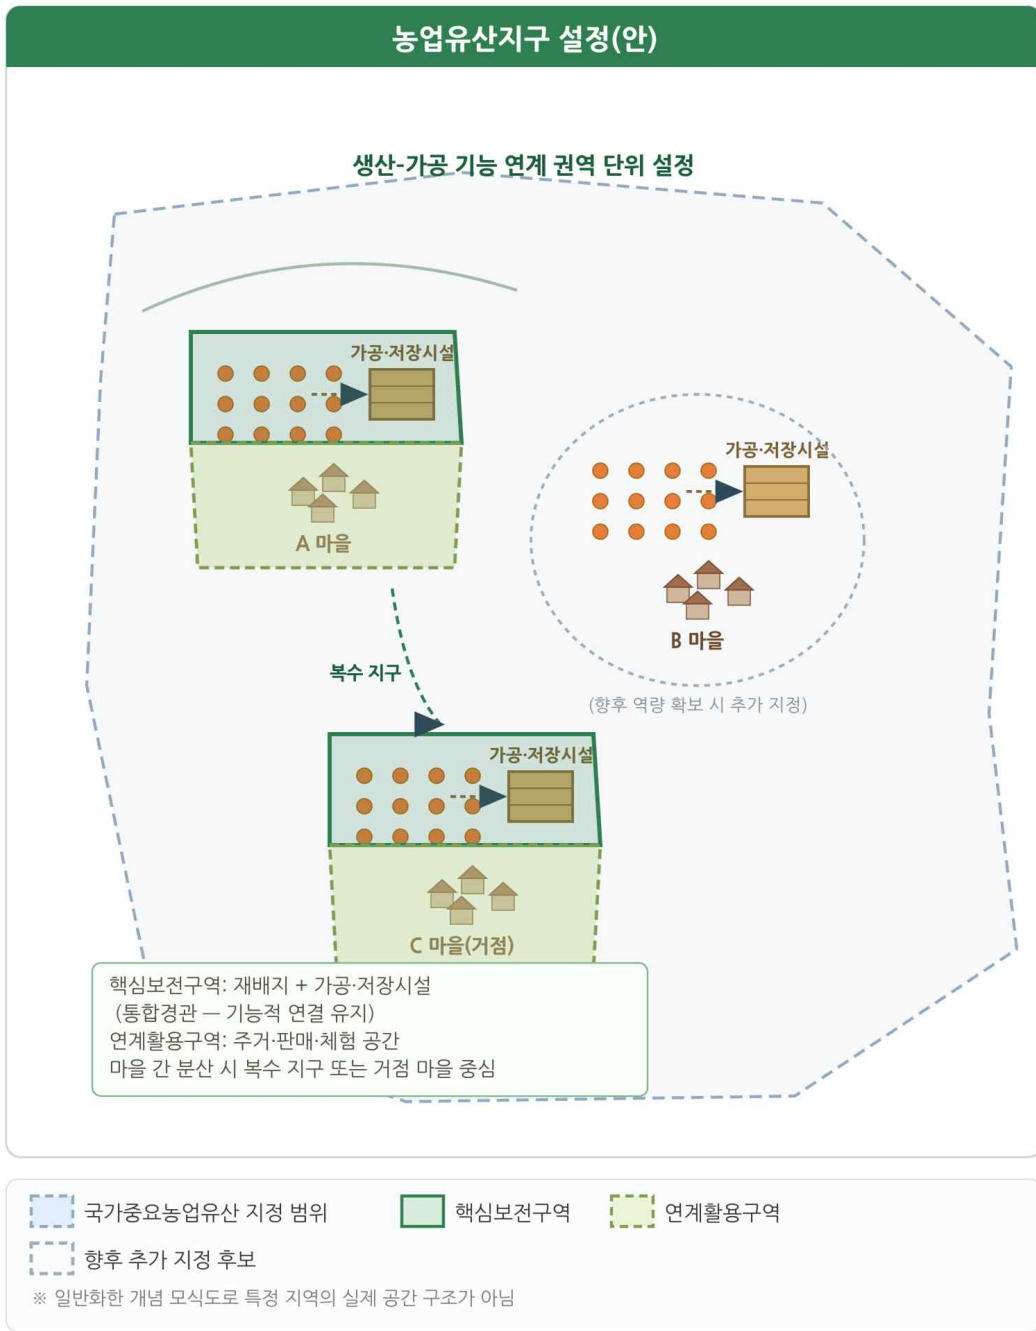 농업유산지구 설정(안)
생산-가공 기능 연계 권역 단위 설정
가공·저장시설
A 마을
가공·저장시설
B 마을
(향후 역량 확보 시 추가 지정)
복수 지구
가공·저장시설
C 마을(거점)
핵심보전구역: 재배지 + 가공·저장시설
(통합경관 — 기능적 연결 유지)
연계활용구역: 주거·판매·체험 공간
마을 간 분산 시 복수 지구 또는 거점 마을 중심
국가중요농업유산 지정 범위
핵심보전구역
연계활용구역
향후 추가 지정 후보
※ 일반화한 개념 모식도로 특정 지역의 실제 공간 구조가 아님